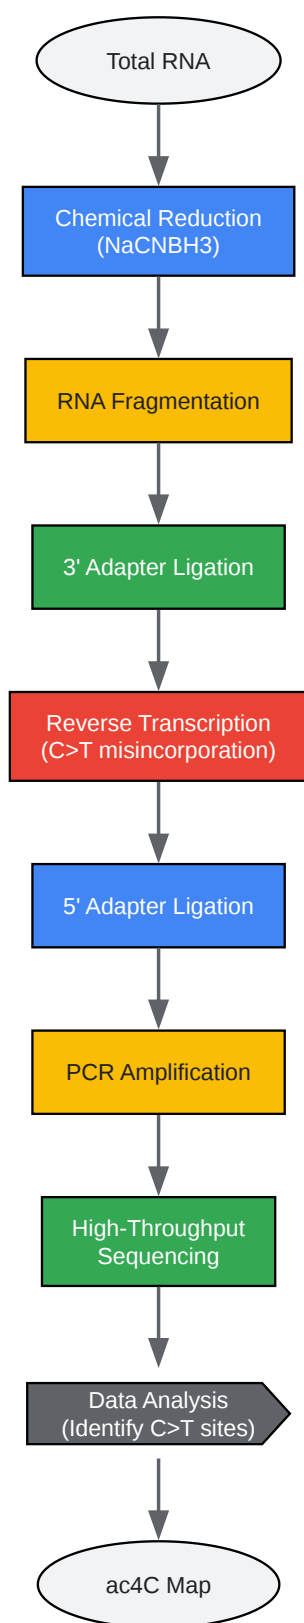 Total RNA
Chemical Reduction
(NaCNBH3)
RNA Fragmentation
3' Adapter Ligation
Reverse Transcription
(C>T misincorporation)
5' Adapter Ligation
PCR Amplification
High-Throughput
Sequencing
Data Analysis
(Identify C>T sites)
ac4C Map